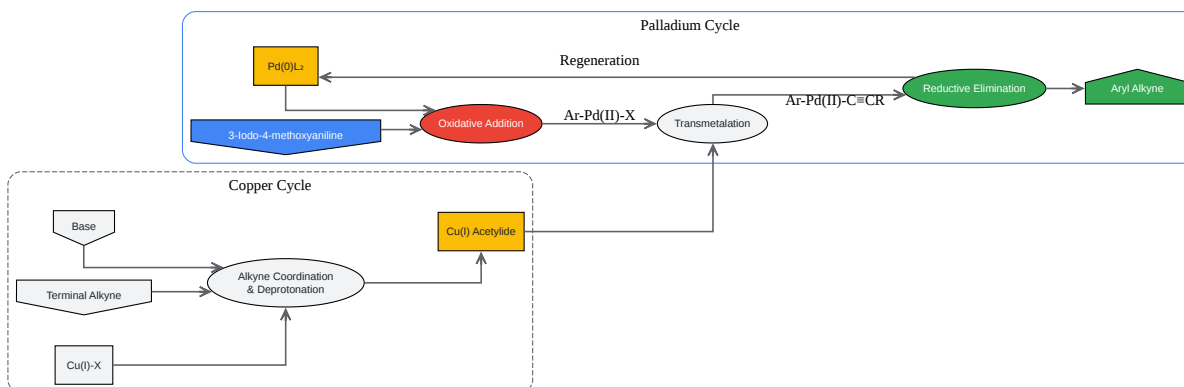 Palladium Cycle
Pd(0)L₂
Regeneration
Reductive Elimination
Aryl Alkyne
3-Iodo-4-methoxyaniline
Oxidative Addition
Ar-Pd(II)-X
Transmetalation
Ar-Pd(II)-C≡CR
Copper Cycle
Base
Cu(I) Acetylide
Terminal Alkyne
Alkyne Coordination
& Deprotonation
Cu(I)-X